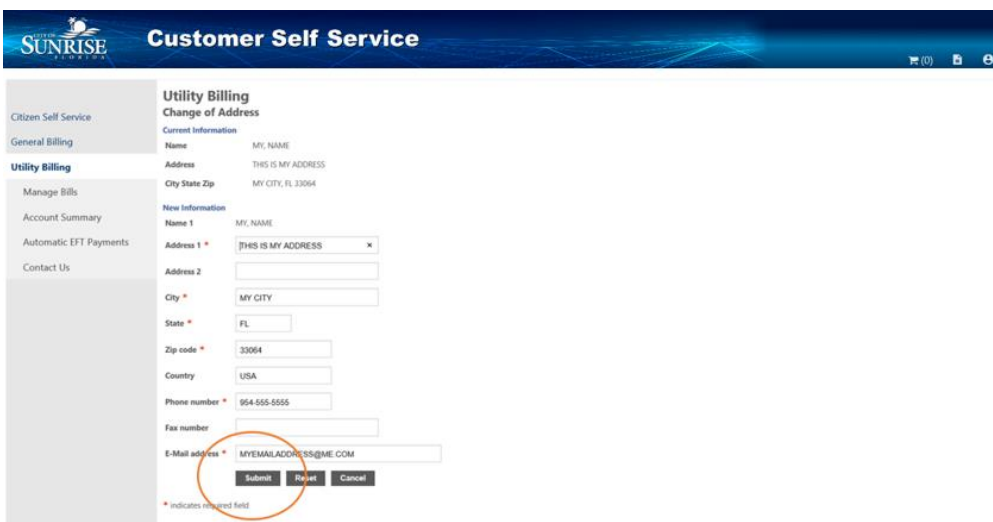 CITY OF
SUNRISE
FLORIDA
Customer Self Service
(0)
Citizen Self Service
General Billing
Utility Billing
Manage Bills
Account Summary
Automatic EFT Payments
Contact Us
Utility Billing
Change of Address
Current Information
Name MY, NAME
Address THIS IS MY ADDRESS
City State Zip MY CITY, FL 33064
New Information
Name 1 MY, NAME
Address 1 * THIS IS MY ADDRESS ×
Address 2
City * MY CITY
State * FL
Zip code * 33064
Country USA
Phone number * 954-555-5555
Fax number
E-Mail address * MYEMAILADDRESS@ME.COM
Submit Reset Cancel
* indicates required field